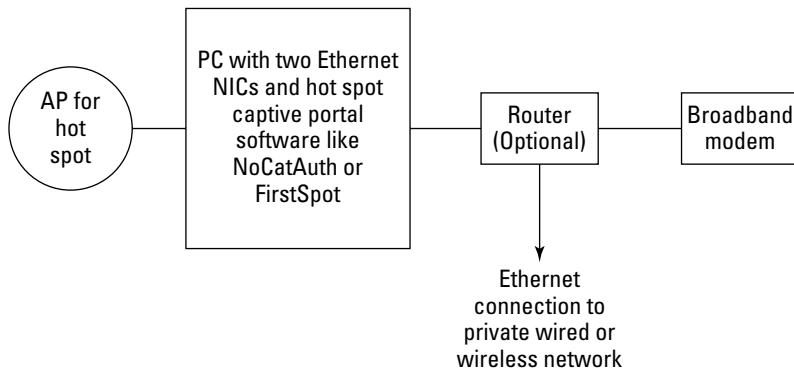 AP for
hot
spot
PC with two Ethernet
NICs and hot spot
captive portal
software like
NoCatAuth or
FirstSpot
Router
(Optional)
Broadband
modem
Ethernet
connection to
private wired or
wireless network